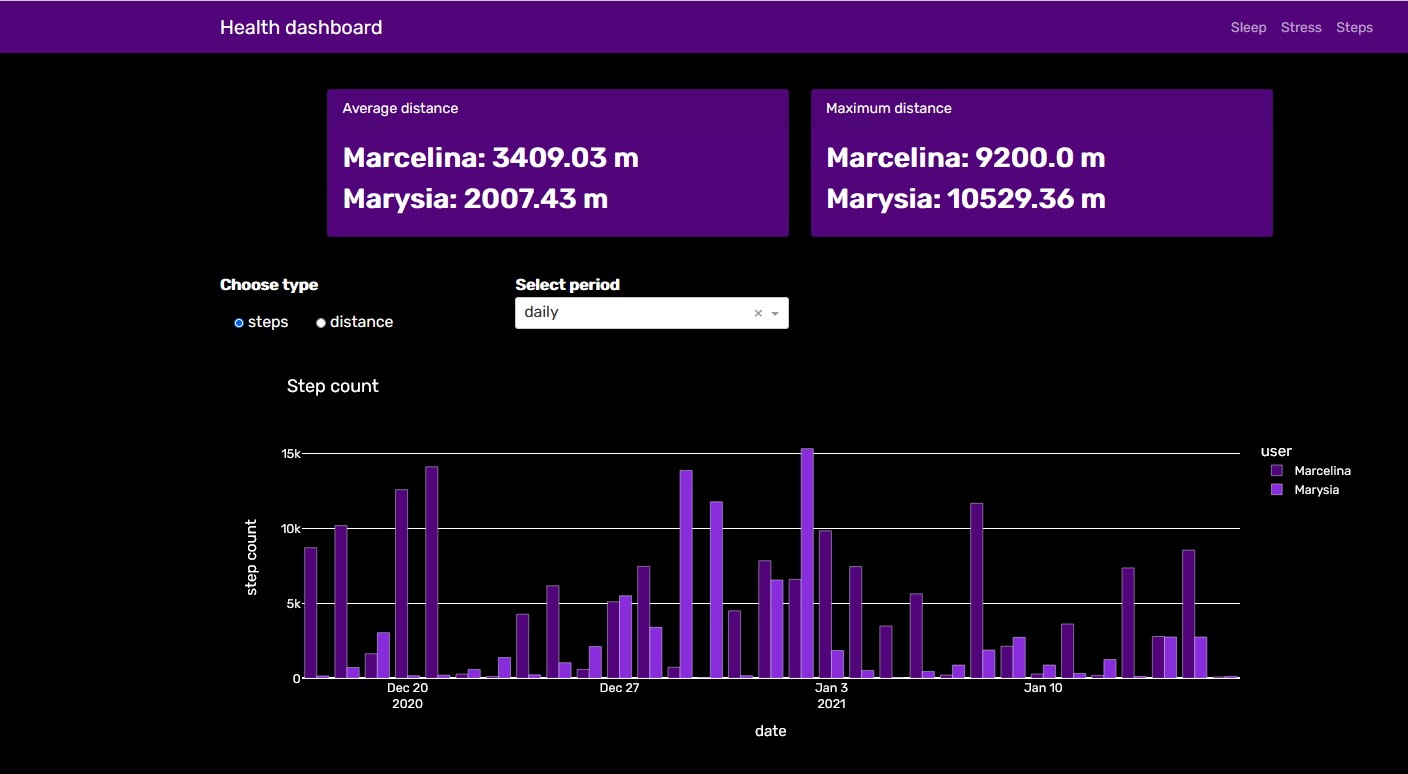 Health dashboard
Sleep Stress Steps
Average distance
Marcelina: 3409.03 m
Marysia: 2007.43 m
Maximum distance
Marcelina: 9200.0 m
Marysia: 10529.36 m
Choose type
steps distance
Select period
daily
Step count
step count
15k
10k
5k
0
Dec 20
2020
Dec 27
Jan 3
2021
Jan 10
date
user
Marcelina
Marysia